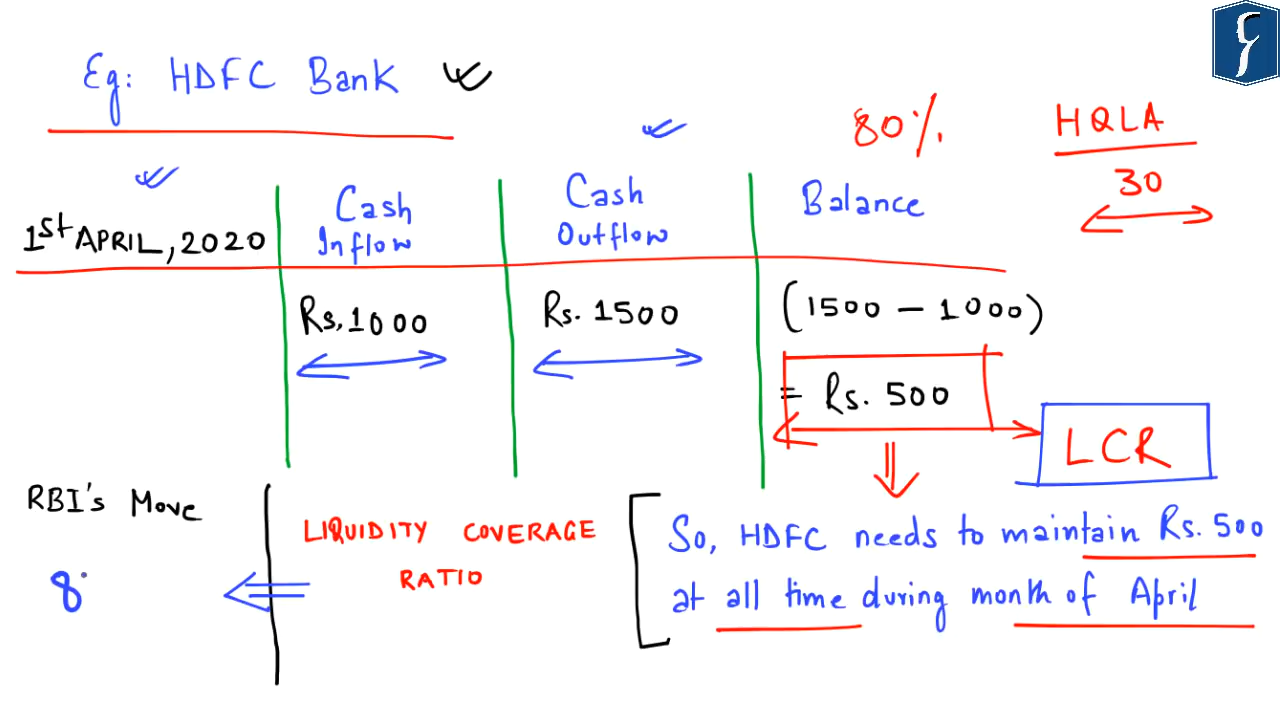 Eg: HDFC Bank
80%
HQLA
30
1st APRIL, 2020
Cash
Inflow
Cash
Outflow
Balance
Rs. 1000
Rs. 1500
(1500 – 1000)
= Rs. 500
LCR
RBI's Move
8
LIQUIDITY COVERAGE
RATIO
So, HDFC needs to maintain Rs. 500
at all time during month of April